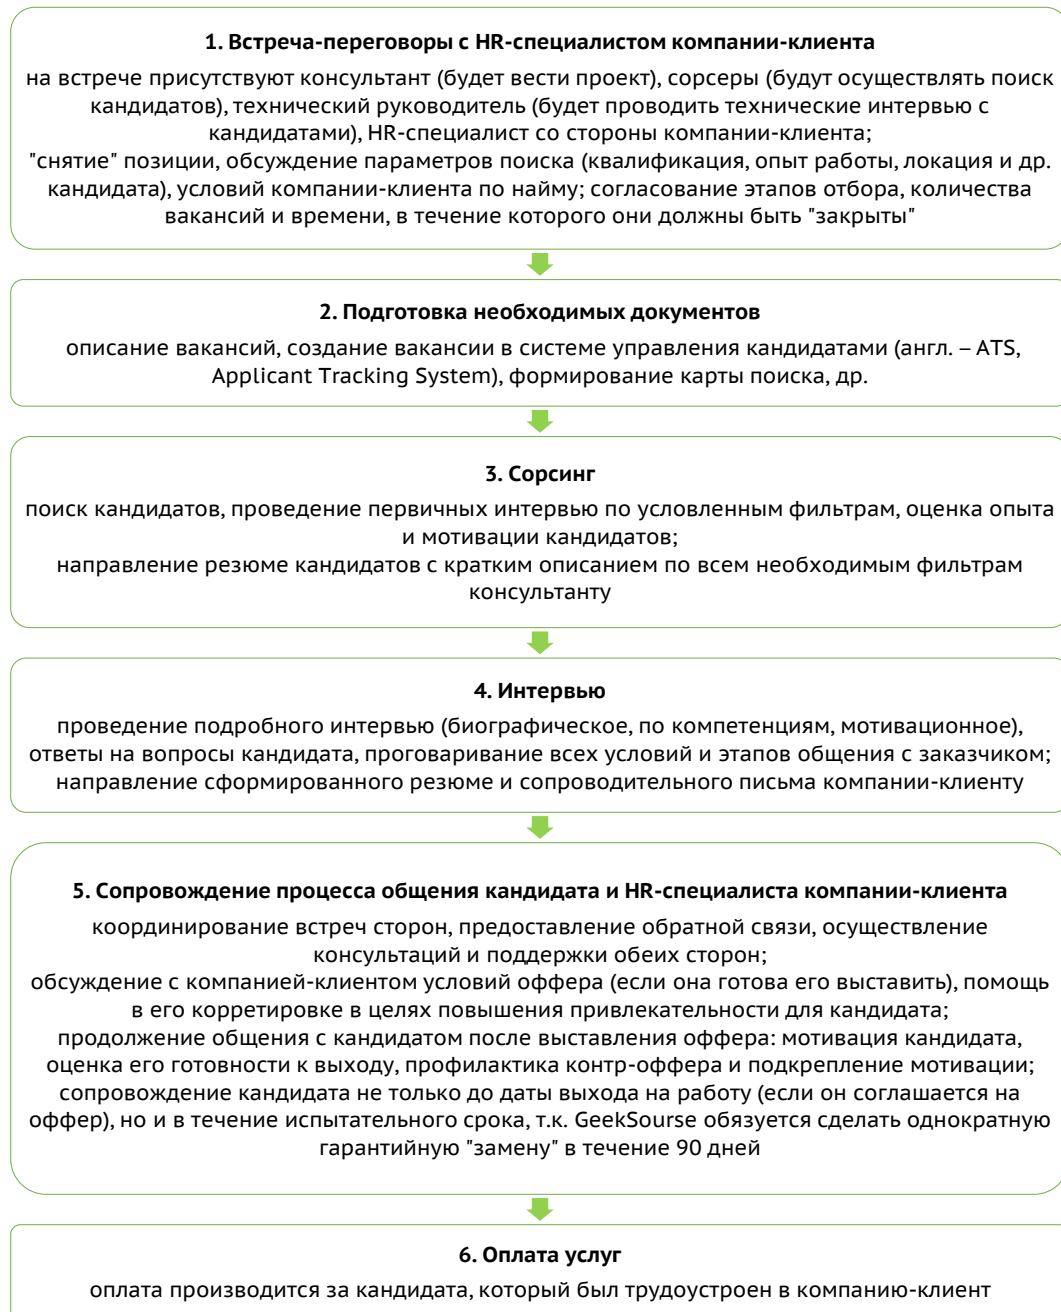 1. Встреча-переговоры с HR-специалистом компании-клиента
на встрече присутствуют консультант (будет вести проект), сорсеры (будут осуществлять поиск
кандидатов), технический руководитель (будет проводить технические интервью с
кандидатами), HR-специалист со стороны компании-клиента;
"снятие" позиции, обсуждение параметров поиска (квалификация, опыт работы, локация и др.
кандидата), условий компании-клиента по найму; согласование этапов отбора, количества
вакансий и времени, в течение которого они должны быть "закрыты"
2. Подготовка необходимых документов
описание вакансий, создание вакансии в системе управления кандидатами (англ. – ATS,
Applicant Tracking System), формирование карты поиска, др.
3. Сорсинг
поиск кандидатов, проведение первичных интервью по условленным фильтрам, оценка опыта
и мотивации кандидатов;
направление резюме кандидатов с кратким описанием по всем необходимым фильтрам
консультанту
4. Интервью
проведение подробного интервью (биографическое, по компетенциям, мотивационное),
ответы на вопросы кандидата, проговаривание всех условий и этапов общения с заказчиком;
направление сформированного резюме и сопроводительного письма компании-клиенту
5. Сопровождение процесса общения кандидата и HR-специалиста компании-клиента
координирование встреч сторон, предоставление обратной связи, осуществление
консультаций и поддержки обеих сторон;
обсуждение с компанией-клиентом условий оффера (если она готова его выставить), помощь
в его корретировке в целях повышения привлекательности для кандидата;
продолжение общения с кандидатом после выставления оффера: мотивация кандидата,
оценка его готовности к выходу, профилактика контр-оффера и подкрепление мотивации;
сопровождение кандидата не только до даты выхода на работу (если он соглашается на
оффер), но и в течение испытательного срока, т.к. GeekSourse обязуется сделать однократную
гарантийную "замену" в течение 90 дней
6. Оплата услуг
оплата производится за кандидата, который был трудоустроен в компанию-клиент